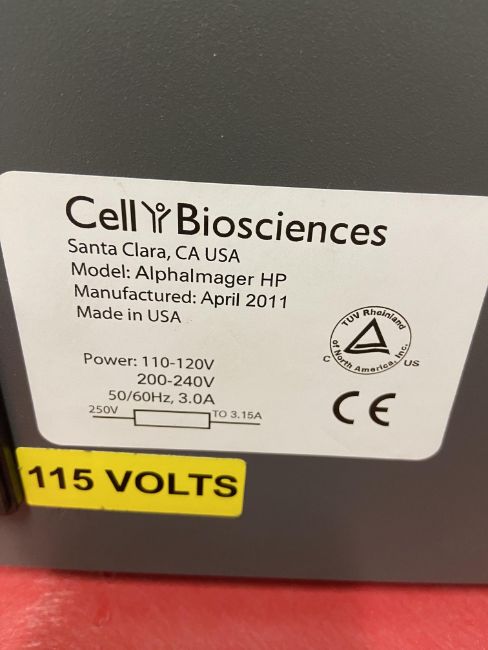 Cell Biosciences
Santa Clara, CA USA
Model: AlphaImager HP
Manufactured: April 2011
Made in USA
TUV Rheinland
of North America, Inc.
C US
Power: 110-120V
200-240V
50/60Hz, 3.0A
250V TO 3.15A
CE
115 VOLTS